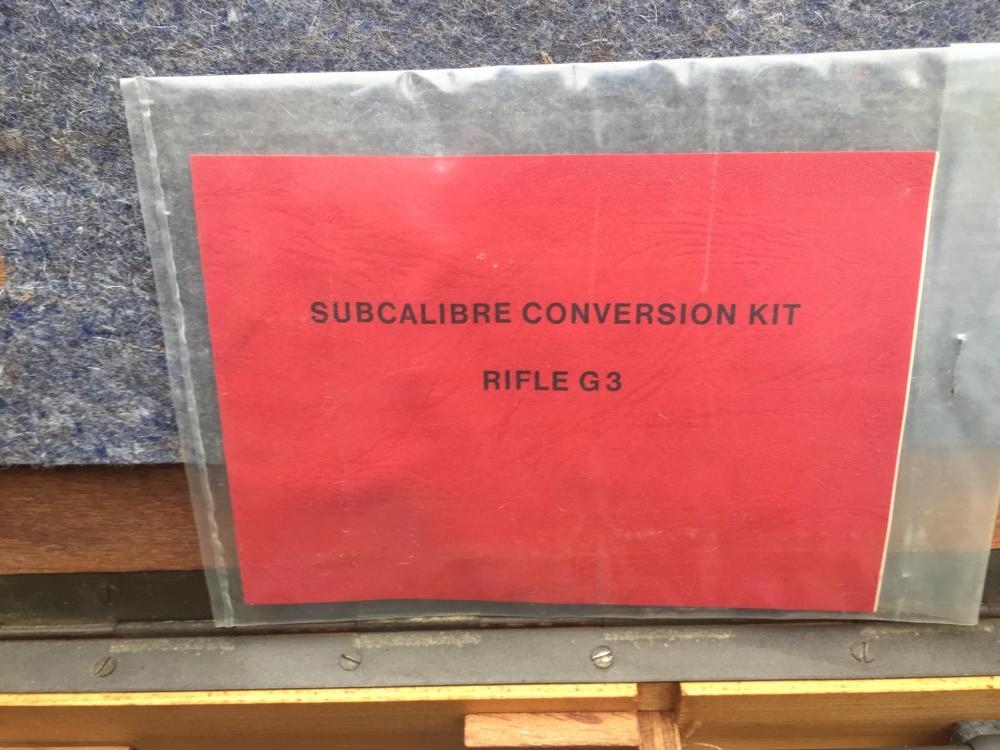 SUBCALIBRE CONVERSION KIT
RIFLE G3